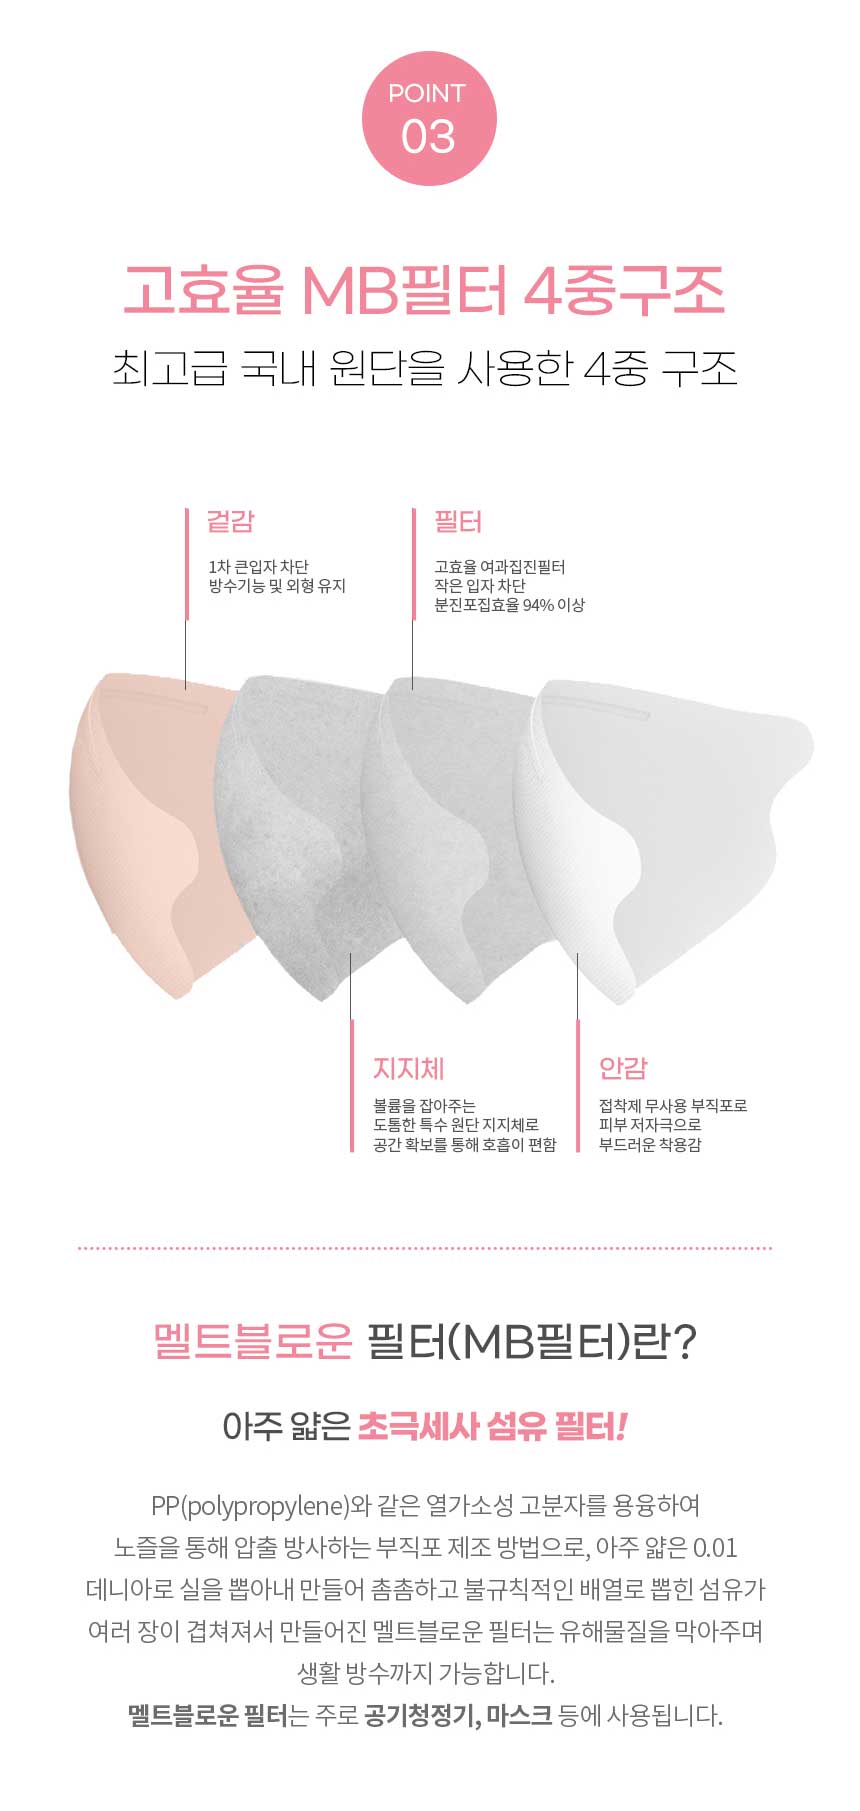 POINT
03
고효율 MB필터 4중구조
최고급 국내 원단을 사용한 4중 구조
겉감
1차 큰입자 차단
방수기능 및 외형 유지
필터
고효율 여과집진필터
작은 입자 차단
분진포집효율 94% 이상
지지체
볼륨을 잡아주는
도톰한 특수 원단 지지체로
공간 확보를 통해 호흡이 편함
안감
접착제 무사용 부직포로
피부 저자극으로
부드러운 착용감
멜트블로운 필터(MB필터)란?
아주 얇은 초극세사 섬유 필터!
PP(polypropylene)와 같은 열가소성 고분자를 용융하여
노즐을 통해 압출 방사하는 부직포 제조 방법으로, 아주 얇은 0.01
데니아로 실을 뽑아내 만들어 촘촘하고 불규칙적인 배열로 뽑힌 섬유가
여러 장이 겹쳐져서 만들어진 멜트블로운 필터는 유해물질을 막아주며
생활 방수까지 가능합니다.
멜트블로운 필터는 주로 공기청정기, 마스크 등에 사용됩니다.